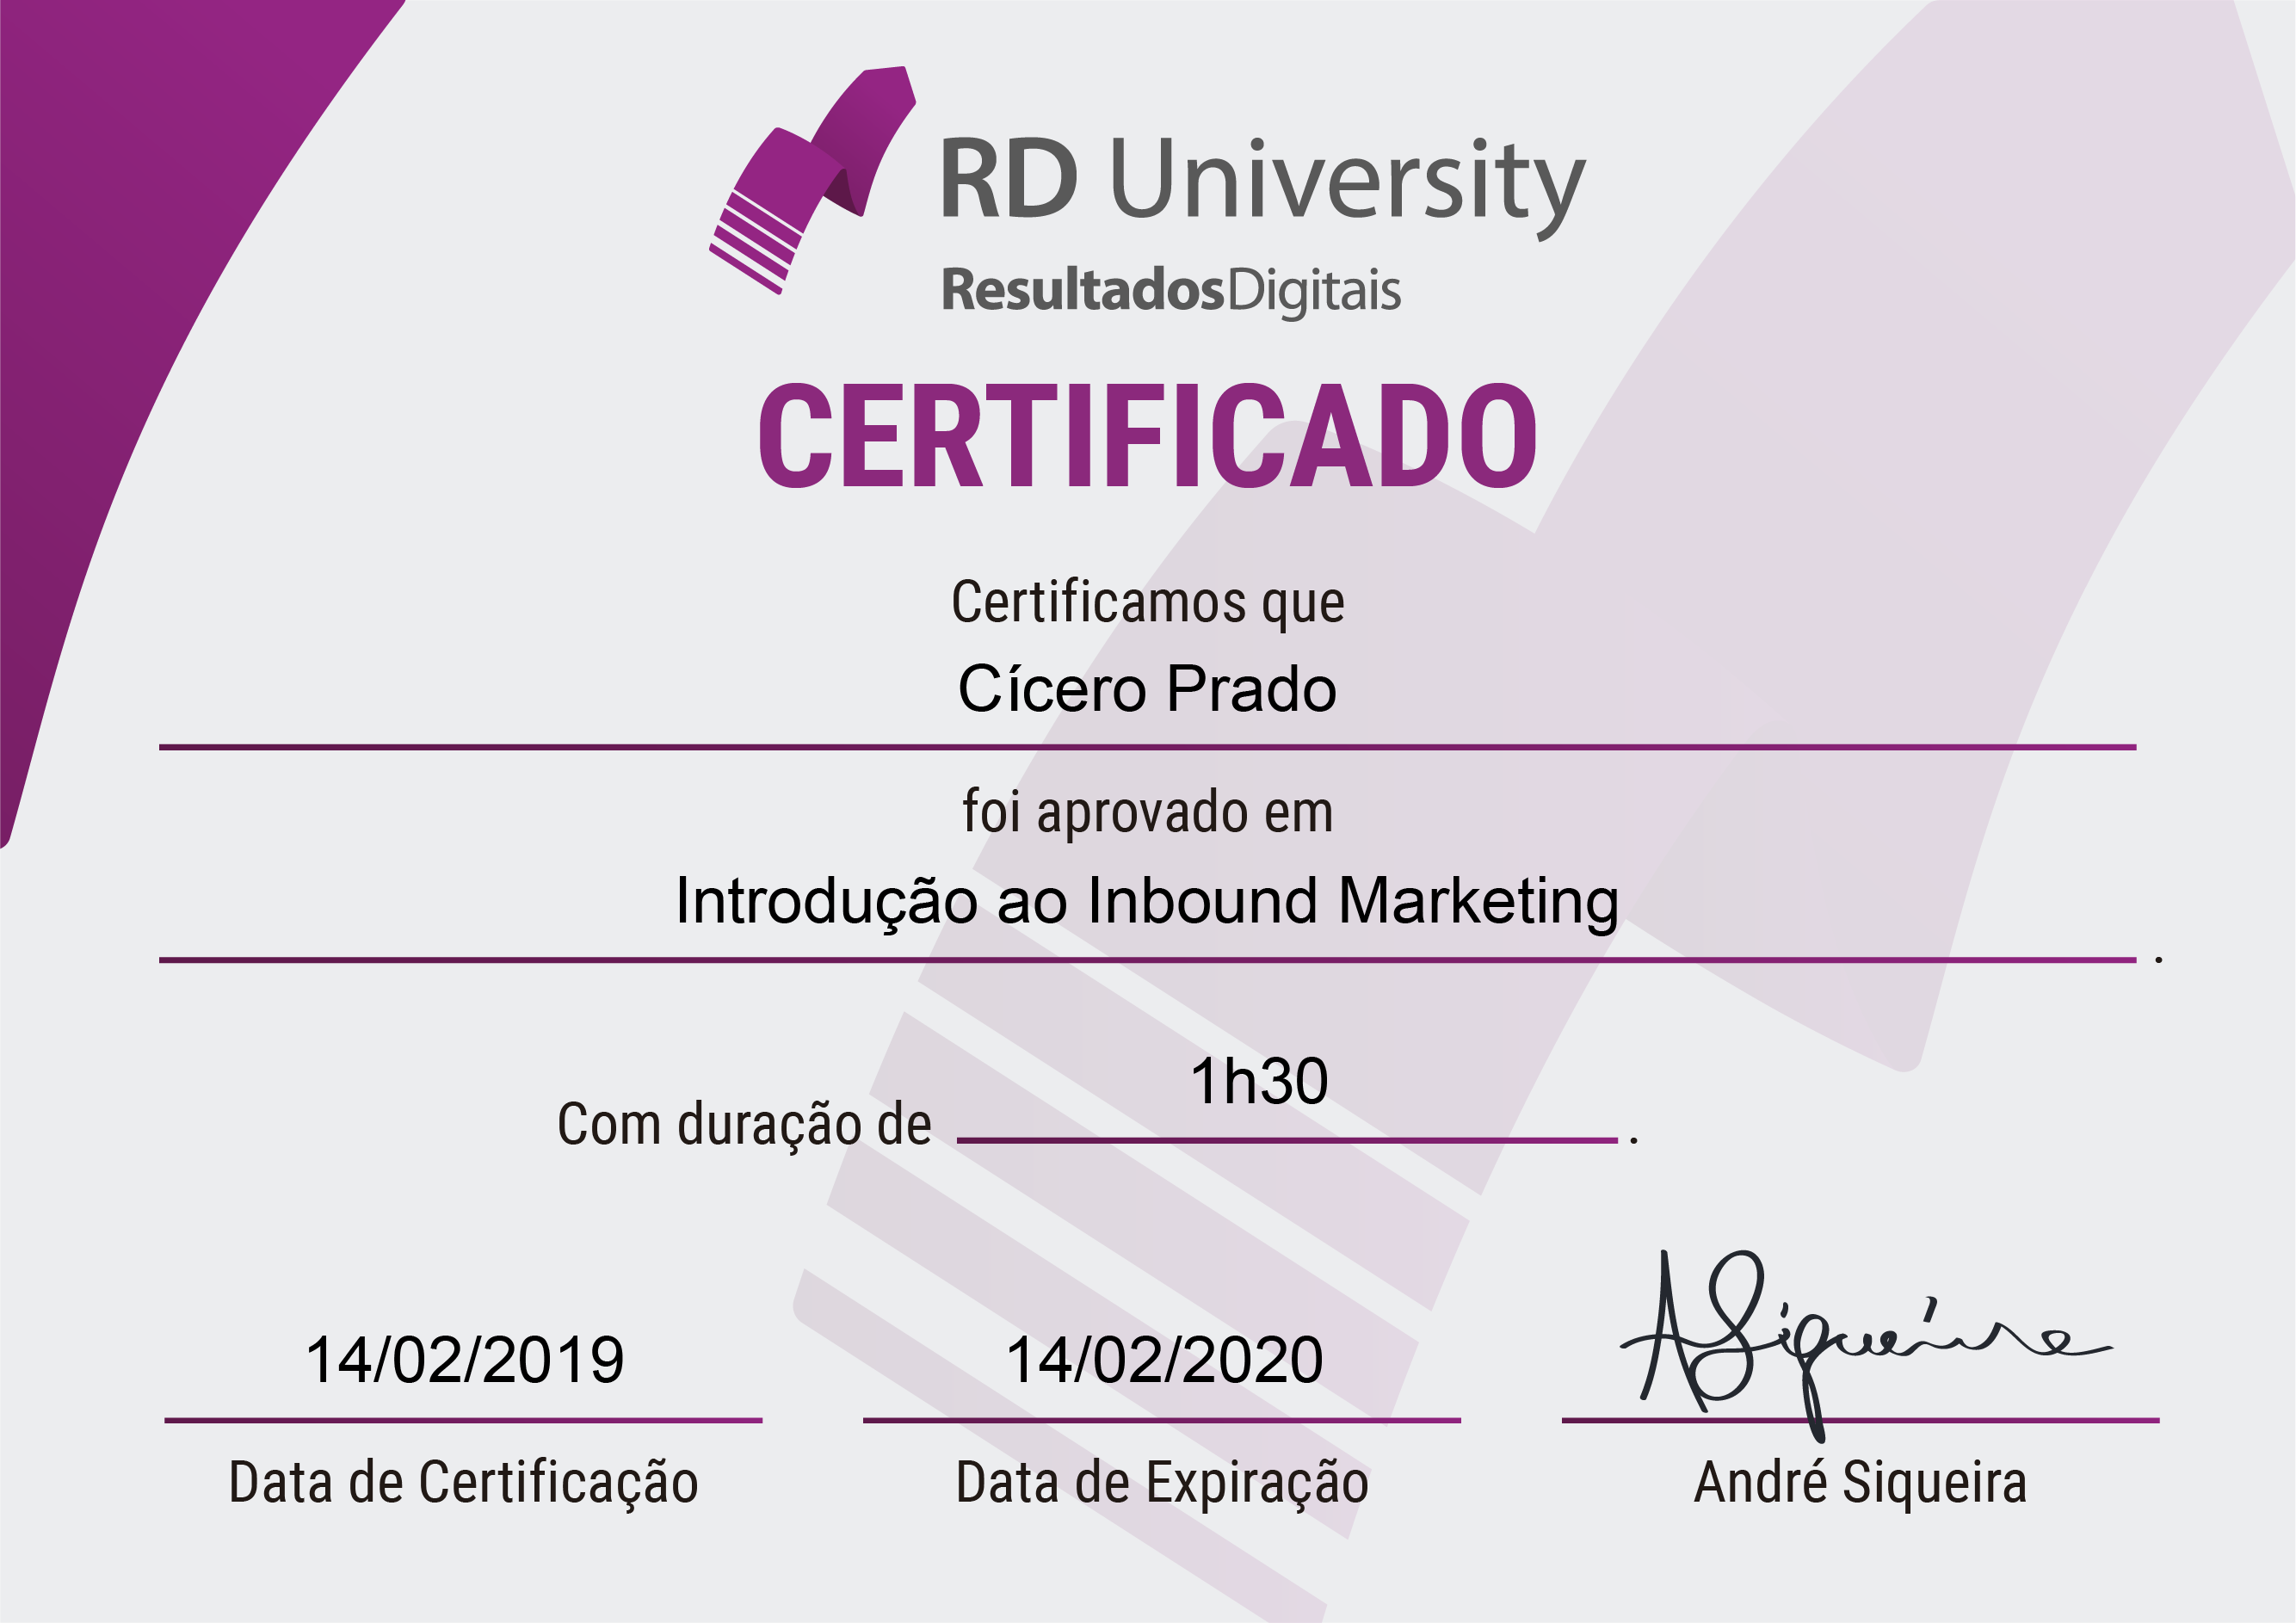 RD University
ResultadosDigitais
CERTIFICADO
Certificamos que
Cícero Prado
foi aprovado em
Introdução ao Inbound Marketing
.
1h30
Com duração de .
ASiqueira
14/02/2019 14/02/2020
Data de Certificação Data de Expiração André Siqueira